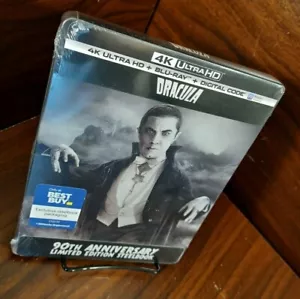 4K ULTRA HD
4K ULTRA HD + BLU-RAY + DIGITAL CODE
DRACULA
BEST
BUY
90TH ANNIVERSARY
LIMITED EDITION STEELBOOK